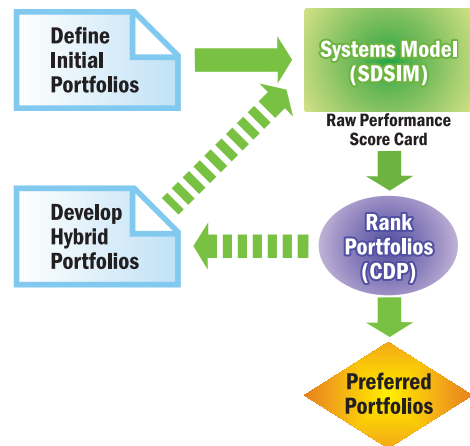 Define
Initial
Portfolios
Systems Model
(SDSIM)
Raw Performance
Score Card
Develop
Hybrid
Portfolios
Rank
Portfolios
(CDP)
Preferred
Portfolios